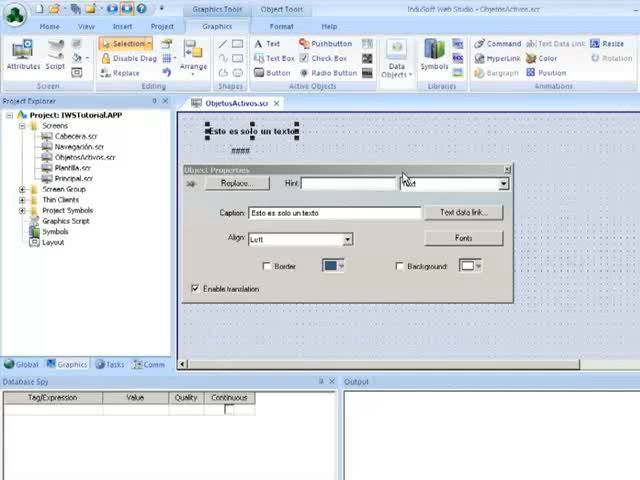 Graphics Tools Object Tools InduSoft Web Studio - ObjetosActivos.scr
Home View Insert Project Graphics Format Help
Attributes Script Selection Disable Drag Replace Arrange
Text Text Box Button Pushbutton Check Box Radio Button
Data Objects Symbols
Command Text Data Link Resize
HyperLink Color Rotation
Bargraph Position
Screen Editing Shapes Active Objects Libraries Animations
Project Explorer
ObjetosActivos.scr
Project: IWSTutorial.APP
Screens
Cabecera.scr
Navegación.scr
ObjetosActivos.scr
Plantilla.scr
Principal.scr
Screen Group
Thin Clients
Project Symbols
Graphics Script
Symbols
Layout
Esto es solo un texto
####
Object Properties
Replace... Hint: Text
Caption: Esto es solo un texto Text data link...
Align: Left Fonts
Border: Background:
Enable translation
Global Graphics Tasks Comm
Database Spy
Tag/Expression Value Quality Continuous
Output